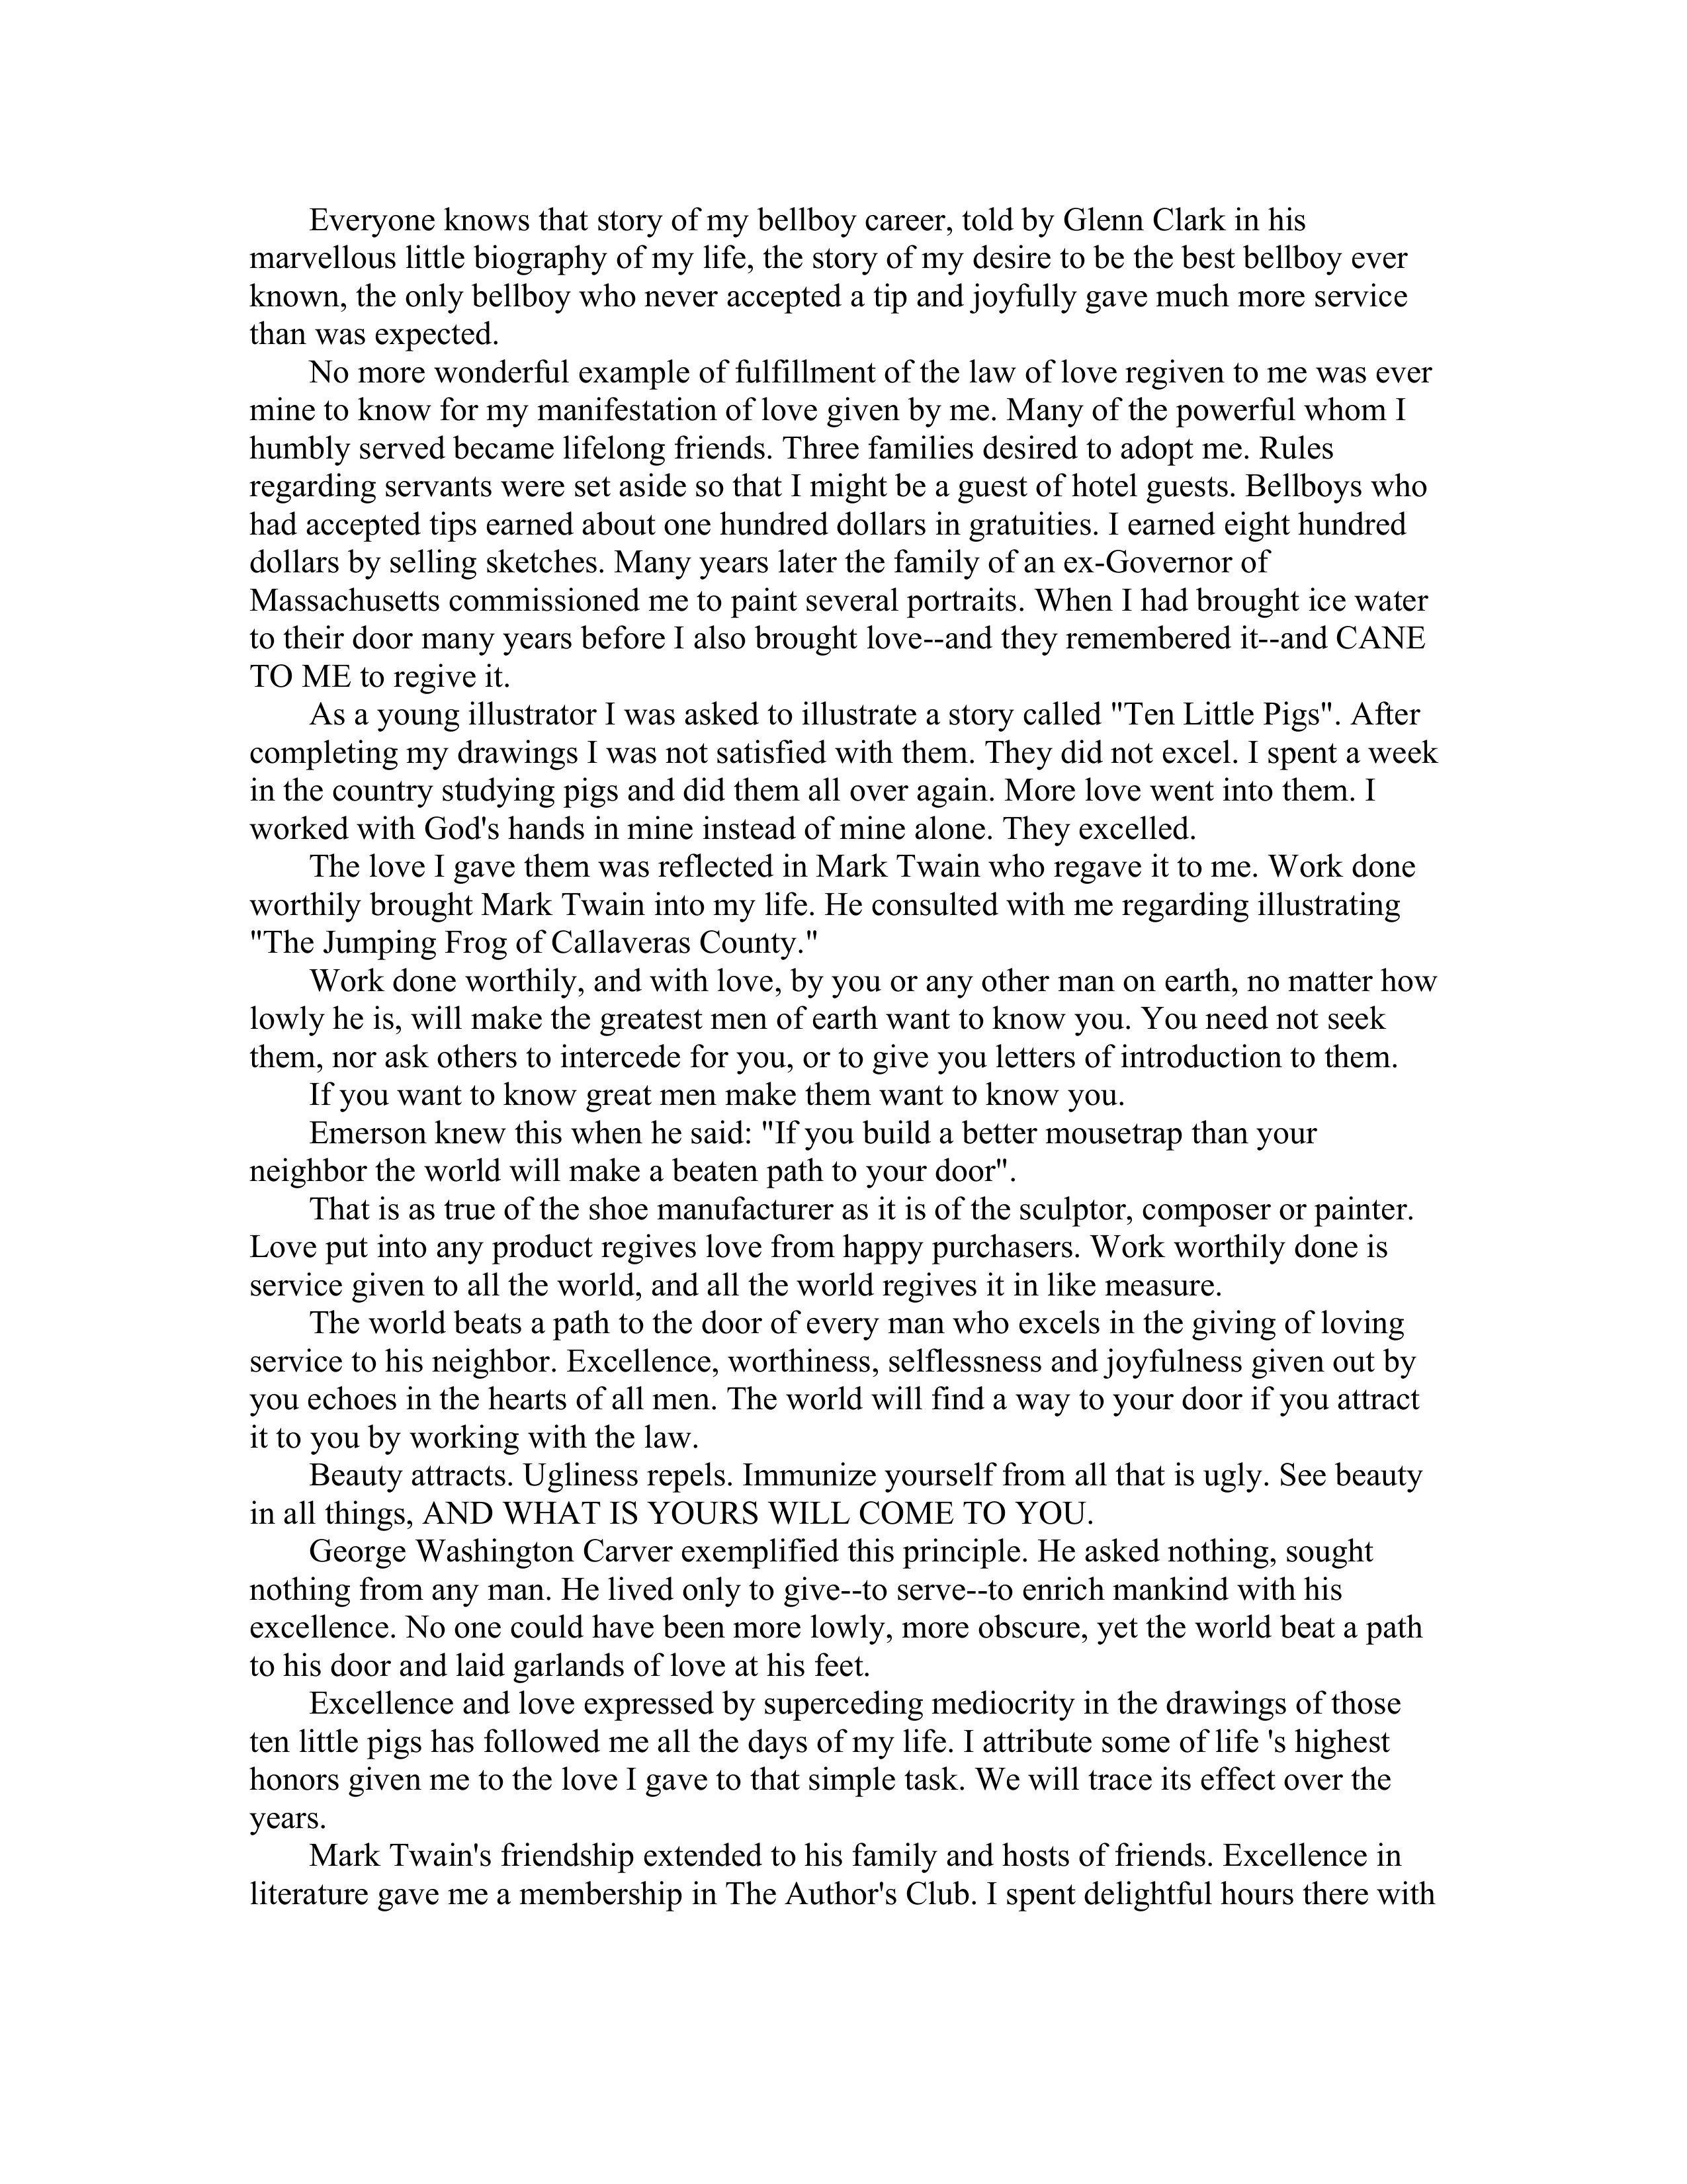 Everyone knows that story of my bellboy career, told by Glenn Clark in his
marvellous little biography of my life, the story of my desire to be the best bellboy ever
known, the only bellboy who never accepted a tip and joyfully gave much more service
than was expected.
No more wonderful example of fulfillment of the law of love regiven to me was ever
mine to know for my manifestation of love given by me. Many of the powerful whom I
humbly served became lifelong friends. Three families desired to adopt me. Rules
regarding servants were set aside so that I might be a guest of hotel guests. Bellboys who
had accepted tips earned about one hundred dollars in gratuities. I earned eight hundred
dollars by selling sketches. Many years later the family of an ex-Governor of
Massachusetts commissioned me to paint several portraits. When I had brought ice water
to their door many years before I also brought love--and they remembered it--and CANE
TO ME to regive it.
As a young illustrator I was asked to illustrate a story called "Ten Little Pigs". After
completing my drawings I was not satisfied with them. They did not excel. I spent a week
in the country studying pigs and did them all over again. More love went into them. I
worked with God's hands in mine instead of mine alone. They excelled.
The love I gave them was reflected in Mark Twain who regave it to me. Work done
worthily brought Mark Twain into my life. He consulted with me regarding illustrating
"The Jumping Frog of Callaveras County."
Work done worthily, and with love, by you or any other man on earth, no matter how
lowly he is, will make the greatest men of earth want to know you. You need not seek
them, nor ask others to intercede for you, or to give you letters of introduction to them.
If you want to know great men make them want to know you.
Emerson knew this when he said: "If you build a better mousetrap than your
neighbor the world will make a beaten path to your door".
That is as true of the shoe manufacturer as it is of the sculptor, composer or painter.
Love put into any product regives love from happy purchasers. Work worthily done is
service given to all the world, and all the world regives it in like measure.
The world beats a path to the door of every man who excels in the giving of loving
service to his neighbor. Excellence, worthiness, selflessness and joyfulness given out by
you echoes in the hearts of all men. The world will find a way to your door if you attract
it to you by working with the law.
Beauty attracts. Ugliness repels. Immunize yourself from all that is ugly. See beauty
in all things, AND WHAT IS YOURS WILL COME TO YOU.
George Washington Carver exemplified this principle. He asked nothing, sought
nothing from any man. He lived only to give--to serve--to enrich mankind with his
excellence. No one could have been more lowly, more obscure, yet the world beat a path
to his door and laid garlands of love at his feet.
Excellence and love expressed by superceding mediocrity in the drawings of those
ten little pigs has followed me all the days of my life. I attribute some of life 's highest
honors given me to the love I gave to that simple task. We will trace its effect over the
years.
Mark Twain's friendship extended to his family and hosts of friends. Excellence in
literature gave me a membership in The Author's Club. I spent delightful hours there with